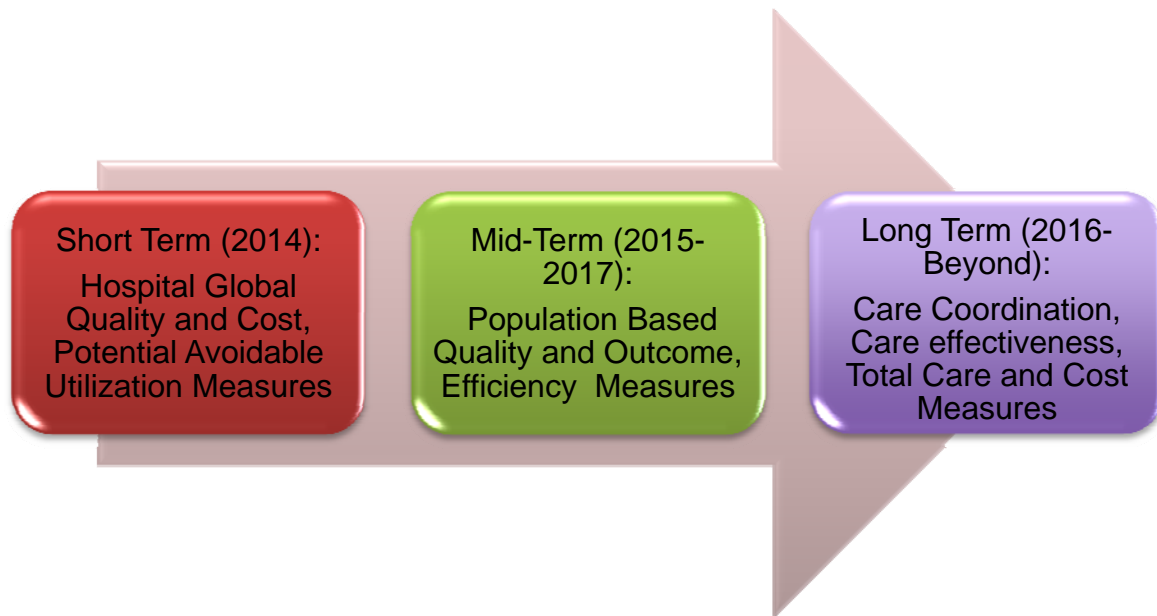 Short Term (2014):
Hospital Global
Quality and Cost,
Potential Avoidable
Utilization Measures
Mid-Term (2015-
2017):
Population Based
Quality and Outcome,
Efficiency Measures
Long Term (2016-
Beyond):
Care Coordination,
Care effectiveness,
Total Care and Cost
Measures